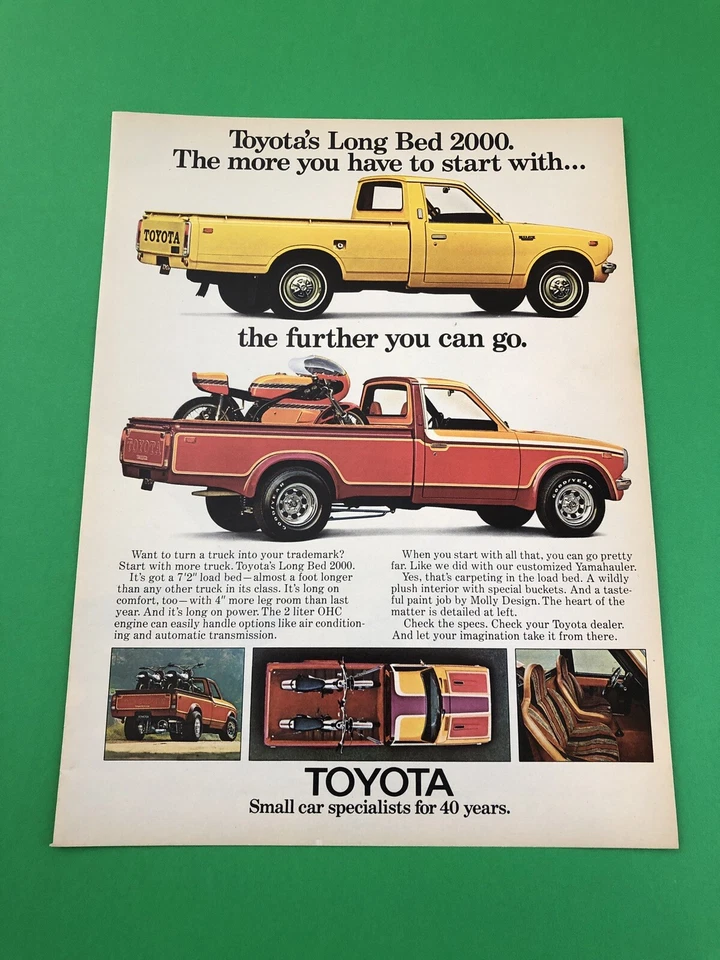 Toyota's Long Bed 2000.
The more you have to start with...
TOYOTA
the further you can go.
TOYOTA
GOODYEAR
GOODYEAR
Want to turn a truck into your trademark?
Start with more truck. Toyota's Long Bed 2000.
It's got a 7'2" load bed—almost a foot longer
than any other truck in its class. It's long on
comfort, too—with 4" more leg room than last
year. And it's long on power. The 2 liter OHC
engine can easily handle options like air condition-
ing and automatic transmission.
When you start with all that, you can go pretty
far. Like we did with our customized Yamahauler.
Yes, that's carpeting in the load bed. A wildly
plush interior with special buckets. And a taste-
ful paint job by Molly Design. The heart of the
matter is detailed at left.
Check the specs. Check your Toyota dealer.
And let your imagination take it from there.
TOYOTA
Small car specialists for 40 years.